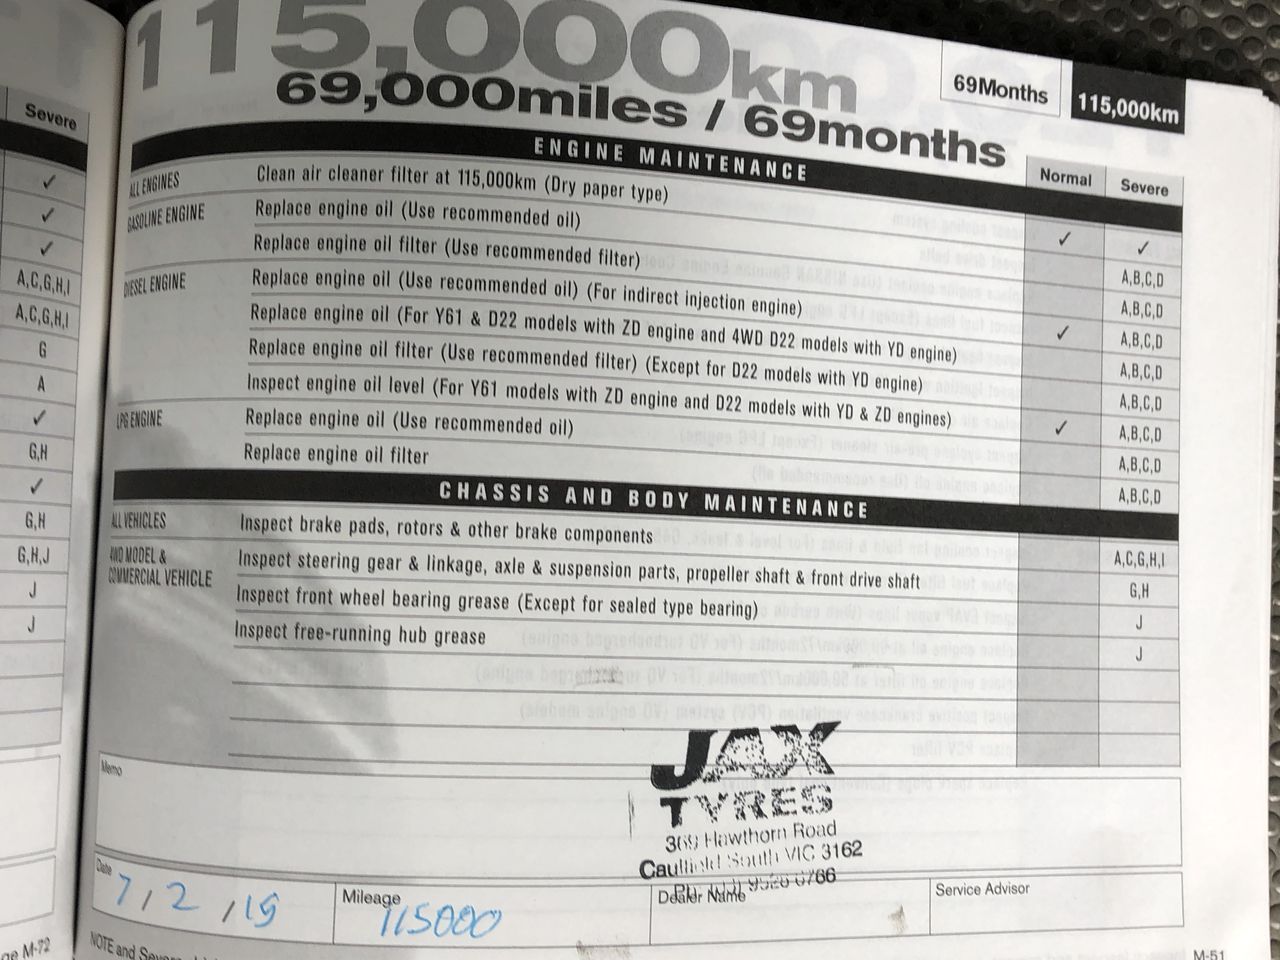 115,000km
69,000miles / 69months
69Months
115,000km
ENGINE MAINTENANCE
Normal
Severe
ALL ENGINES
Clean air cleaner filter at 115,000km (Dry paper type)
✓ ✓
GASOLINE ENGINE
Replace engine oil (Use recommended oil)
A,B,C,D
Replace engine oil filter (Use recommended filter)
A,B,C,D
DIESEL ENGINE
Replace engine oil (Use recommended oil) (For indirect injection engine)
✓ A,B,C,D
Replace engine oil (For Y61 & D22 models with ZD engine and 4WD D22 models with YD engine)
A,B,C,D
Replace engine oil filter (Use recommended filter) (Except for D22 models with YD engine)
A,B,C,D
Inspect engine oil level (For Y61 models with ZD engine and D22 models with YD & ZD engines)
✓ A,B,C,D
LPG ENGINE
Replace engine oil (Use recommended oil)
A,B,C,D
Replace engine oil filter
A,B,C,D
CHASSIS AND BODY MAINTENANCE
ALL VEHICLES
Inspect brake pads, rotors & other brake components
A,C,G,H,I
4WD MODEL &
COMMERCIAL VEHICLE
Inspect steering gear & linkage, axle & suspension parts, propeller shaft & front drive shaft
G,H
Inspect front wheel bearing grease (Except for sealed type bearing)
J
Inspect free-running hub grease
J
Memo
JAX
TYRES
Hawthorn Road
Caulfield South VIC 3162
Date
7/2/19
Mileage
115000
Dealer Name
Service Advisor
NOTE and
M-51
Severe
✓
✓
✓
A,C,G,H,I
A,C,G,H,I
G
A
✓
G,H
✓
G,H
G,H,J
J
J
M-72